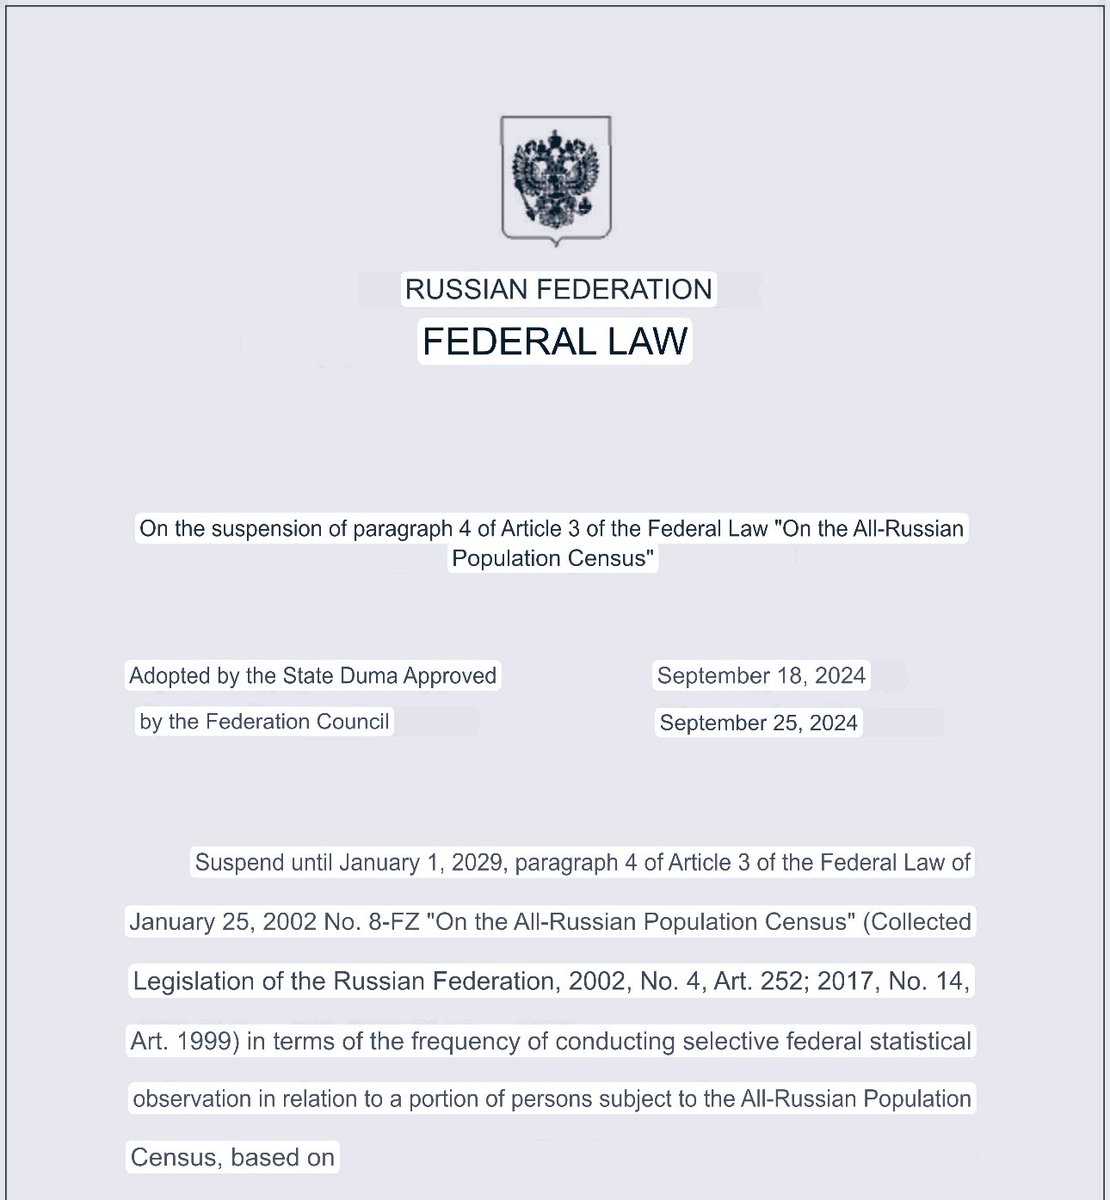 RUSSIAN FEDERATION
FEDERAL LAW
On the suspension of paragraph 4 of Article 3 of the Federal Law "On the All-Russian
Population Census"
Adopted by the State Duma Approved
September 18, 2024
by the Federation Council
September 25, 2024
Suspend until January 1, 2029, paragraph 4 of Article 3 of the Federal Law of
January 25, 2002 No. 8-FZ "On the All-Russian Population Census" (Collected
Legislation of the Russian Federation, 2002, No. 4, Art. 252; 2017, No. 14,
Art. 1999) in terms of the frequency of conducting selective federal statistical
observation in relation to a portion of persons subject to the All-Russian Population
Census, based on